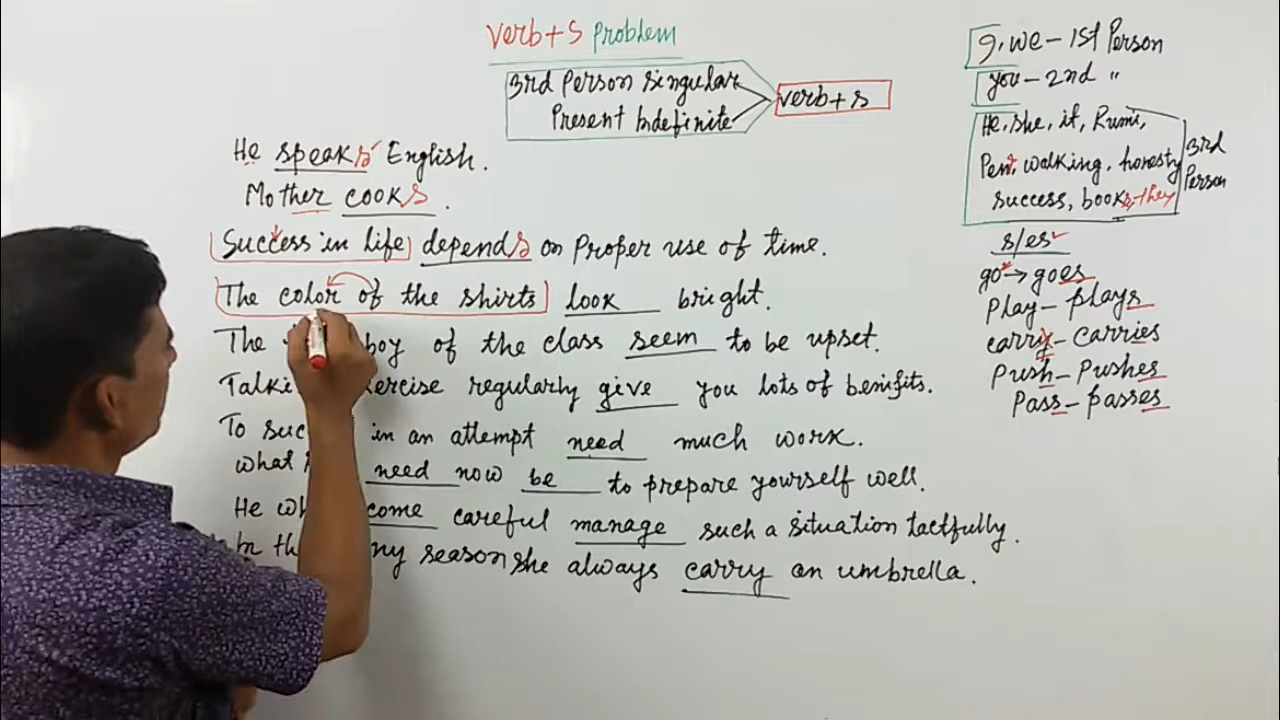 verb+s problem
3rd Person singular
Present Indefinite
verb+s
He speaks English.
Mother cooks.
Success in life depends on proper use of time.
The color of the shirts look bright.
The boy of the class seem to be upset.
regularly give you lots of benifits.
To in an attempt need much work.
what need now be to prepare yourself well.
He come careful manage such a situation tactfully.
In season she always carry an umbrella.
I, we - 1st Person
you - 2nd "
He, she, it, Rumi,
Pen, walking, honesty
success, books, they
3rd Person
s/es
go → goes
Play - plays
carry - carries
Push - Pushes
Pass - passes